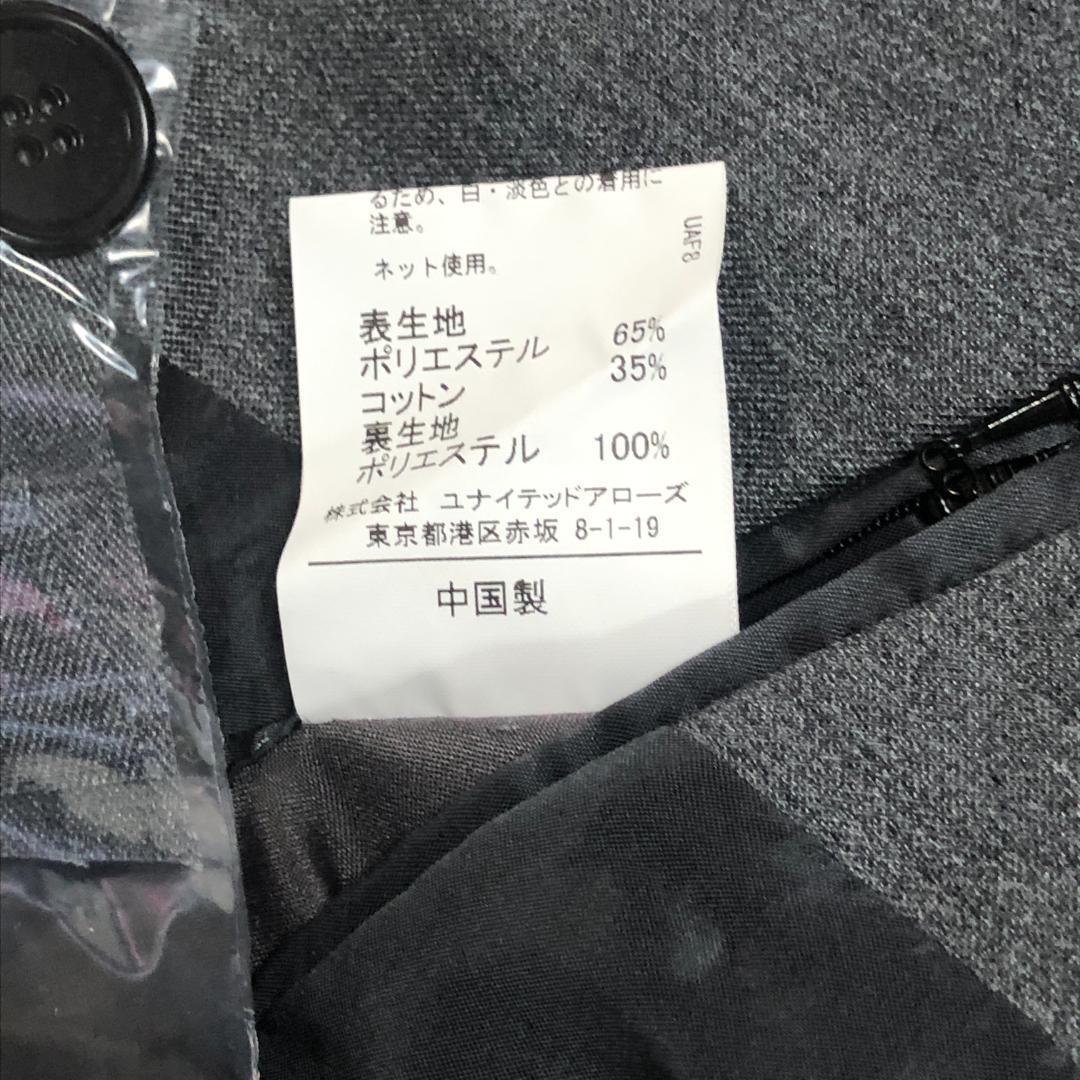 るため、白・淡色との着用に
注意。
UAF8
ネット使用。
表生地
ポリエステル 65%
コットン 35%
裏生地
ポリエステル 100%
株式会社 ユナイテッドアローズ
東京都港区赤坂 8-1-19
中国製